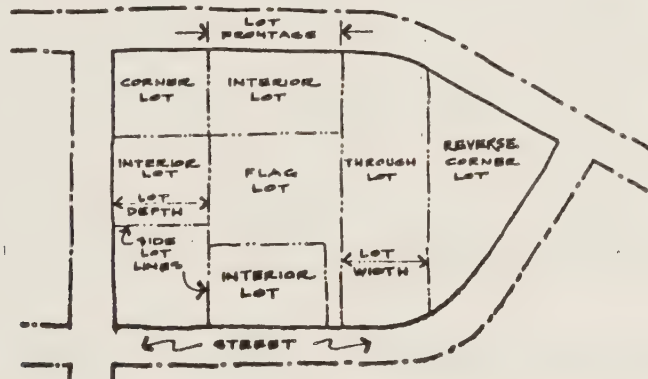 LOT
FRONTAGE
CORNER
LOT
INTERIOR
LOT
INTERIOR
LOT
LOT
DEPTH
FLAG
LOT
THROUGH
LOT
REVERSE
CORNER
LOT
SIDE
LOT
LINES
INTERIOR
LOT
LOT
WIDTH
STREET